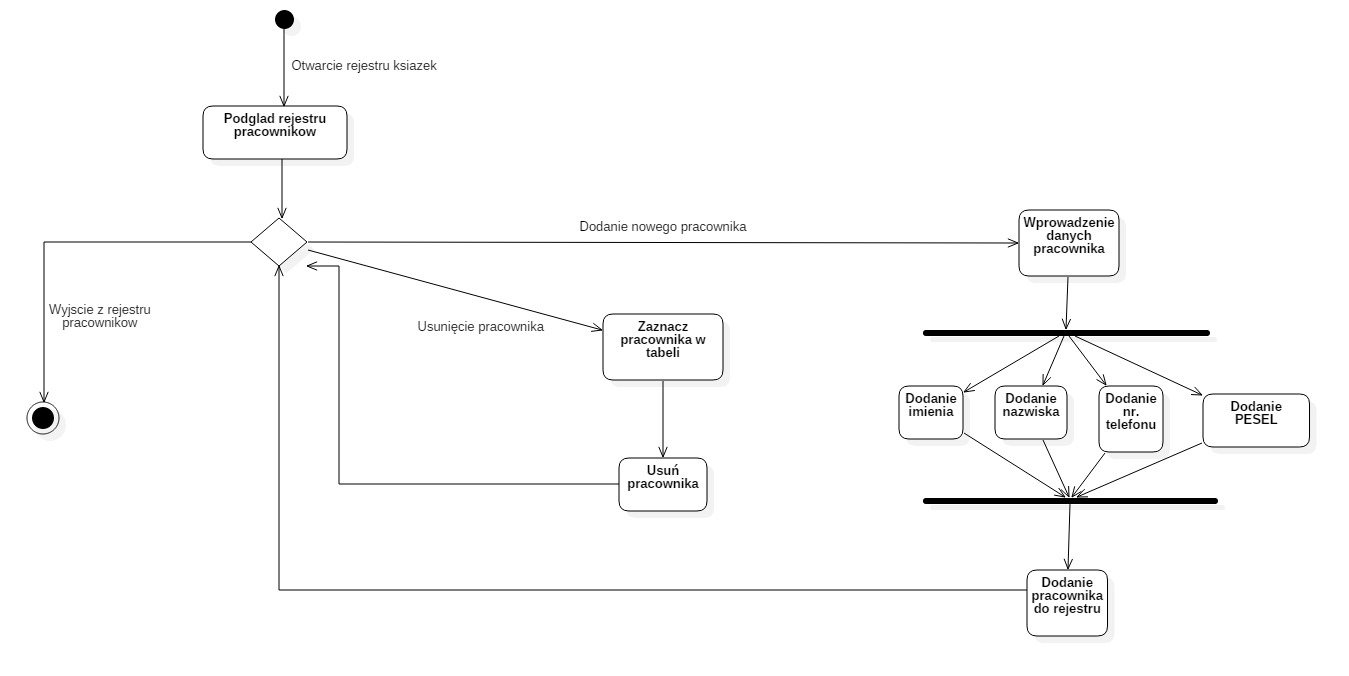 Otwarcie rejestru ksiazek
Podglad rejestru
pracownikow
Dodanie nowego pracownika
Wprowadzenie
danych
pracownika
Wyjscie z rejestru
pracownikow
Usunięcie pracownika
Zaznacz
pracownika w
tabeli
Dodanie
imienia
Dodanie
nazwiska
Dodanie
nr.
telefonu
Dodanie
PESEL
Usuń
pracownika
Dodanie
pracownika
do rejestru